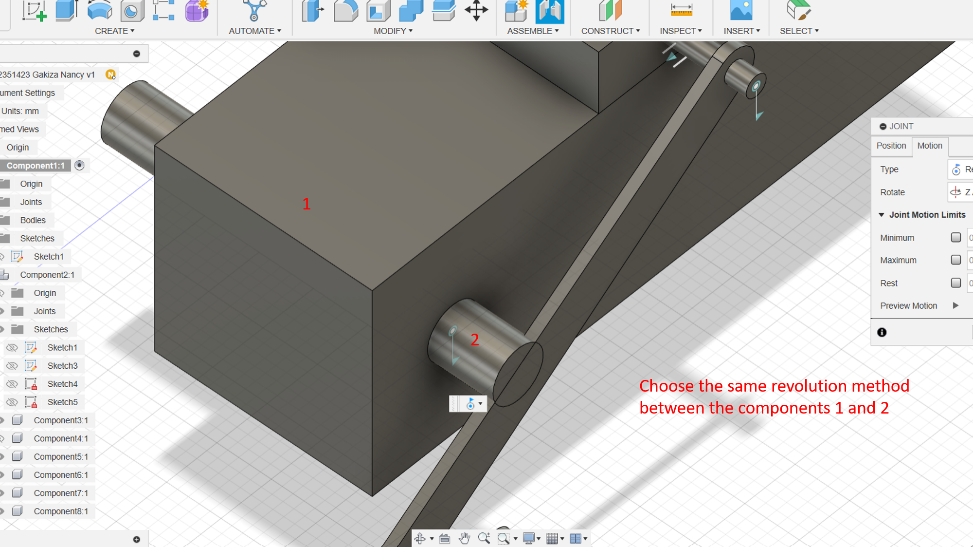 CREATE
AUTOMATE
MODIFY
ASSEMBLE
CONSTRUCT
INSPECT
INSERT
SELECT
2351423 Gakiza Nancy v1
N
ument Settings
Units: mm
med Views
Origin
Component1:1
Origin
Joints
Bodies
Sketches
Sketch1
Component2:1
Origin
Joints
Sketches
Sketch1
Sketch3
Sketch4
Sketch5
Component3:1
Component4:1
Component5:1
Component6:1
Component7:1
Component8:1
1
2
Choose the same revolution method
between the components 1 and 2
JOINT
Position Motion
Type Re
Rotate Z
Joint Motion Limits
Minimum
Maximum
Rest
Preview Motion